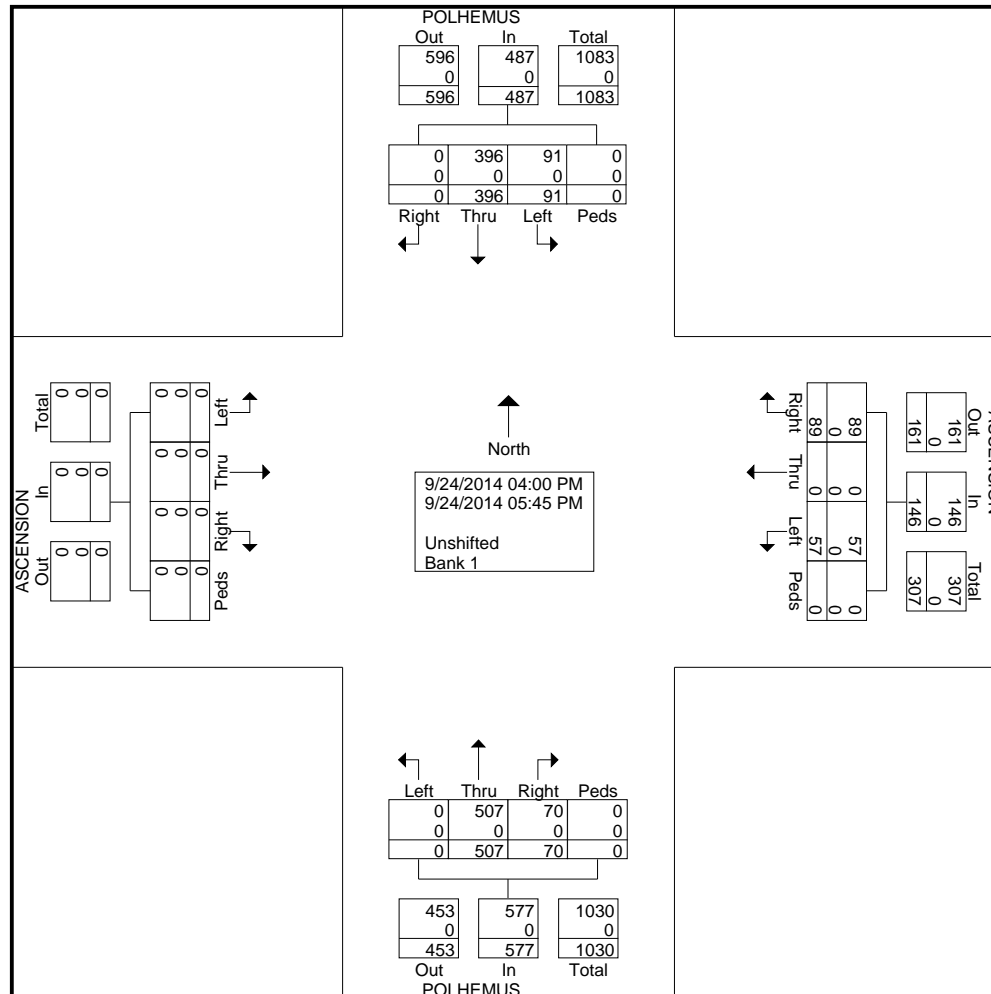 POLHEMUS
Out In Total
596 487 1083
0 0 0
596 487 1083
0 396 91 0
0 0 0 0
0 396 91 0
Right Thru Left Peds
ASCENSION
Total In Out
0 0 0
0 0 0
0 0 0
0 0 0 0
0 0 0 0
0 0 0 0
Left Thru Right Peds
North
9/24/2014 04:00 PM
9/24/2014 05:45 PM
Unshifted
Bank 1
Out In Total
161 146 307
0 0 0
161 146 307
89 0 57 0
0 0 0 0
89 0 57 0
Right Thru Left Peds
Left Thru Right Peds
0 507 70 0
0 0 0 0
0 507 70 0
453 577 1030
0 0 0
453 577 1030
Out In Total
POLHEMUS